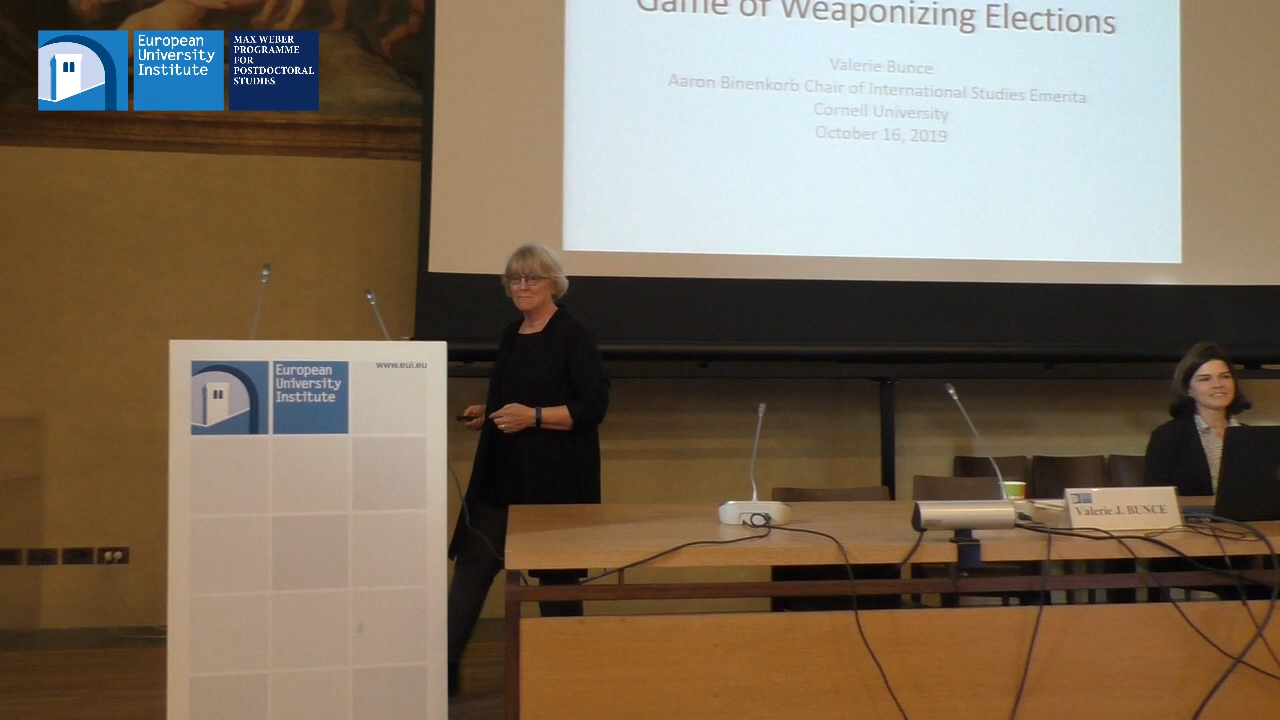 European
University
Institute
MAX WEBER
PROGRAMME
FOR
POSTDOCTORAL
STUDIES
Game of Weaponizing Elections
Valerie Bunce
Aaron Binenkorb Chair of International Studies Emerita
Cornell University
October 16, 2019
European
University
Institute
www.eui.eu
Valerie J. BUNCE